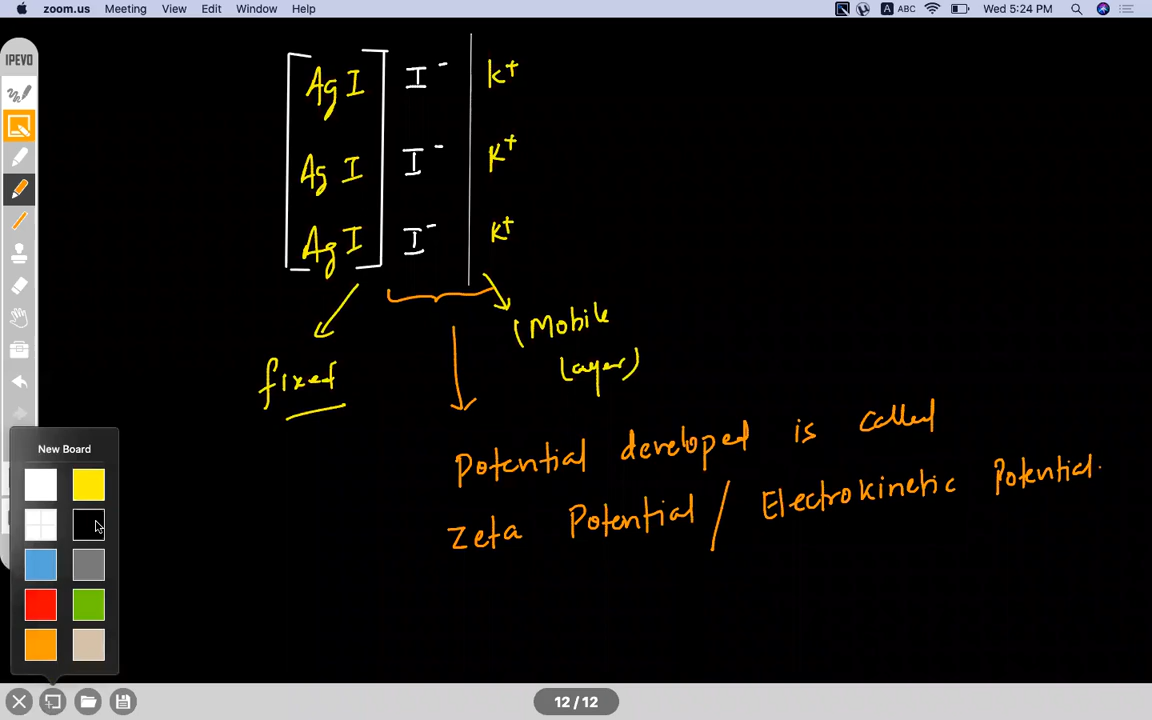 zoom.us Meeting View Edit Window Help A ABC Wed 5:24 PM
IPEVO
AgI I⁻ K⁺
AgI I⁻ K⁺
AgI I⁻ K⁺
(Mobile
layer)
fixed
Potential developed is called
Zeta Potential / Electrokinetic Potential.
New Board
12/12